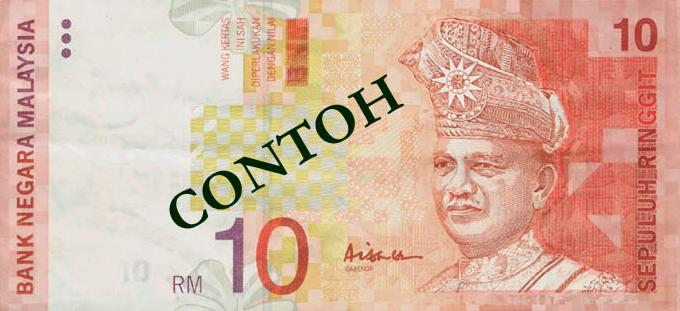 BANK NEGARA MALAYSIA
WANG KERTAS
INI SAH
DIPERLAKUKAN
DENGAN NILAI
10
CONTOH
RM 10
GABENOR
SEPULUH RINGGIT